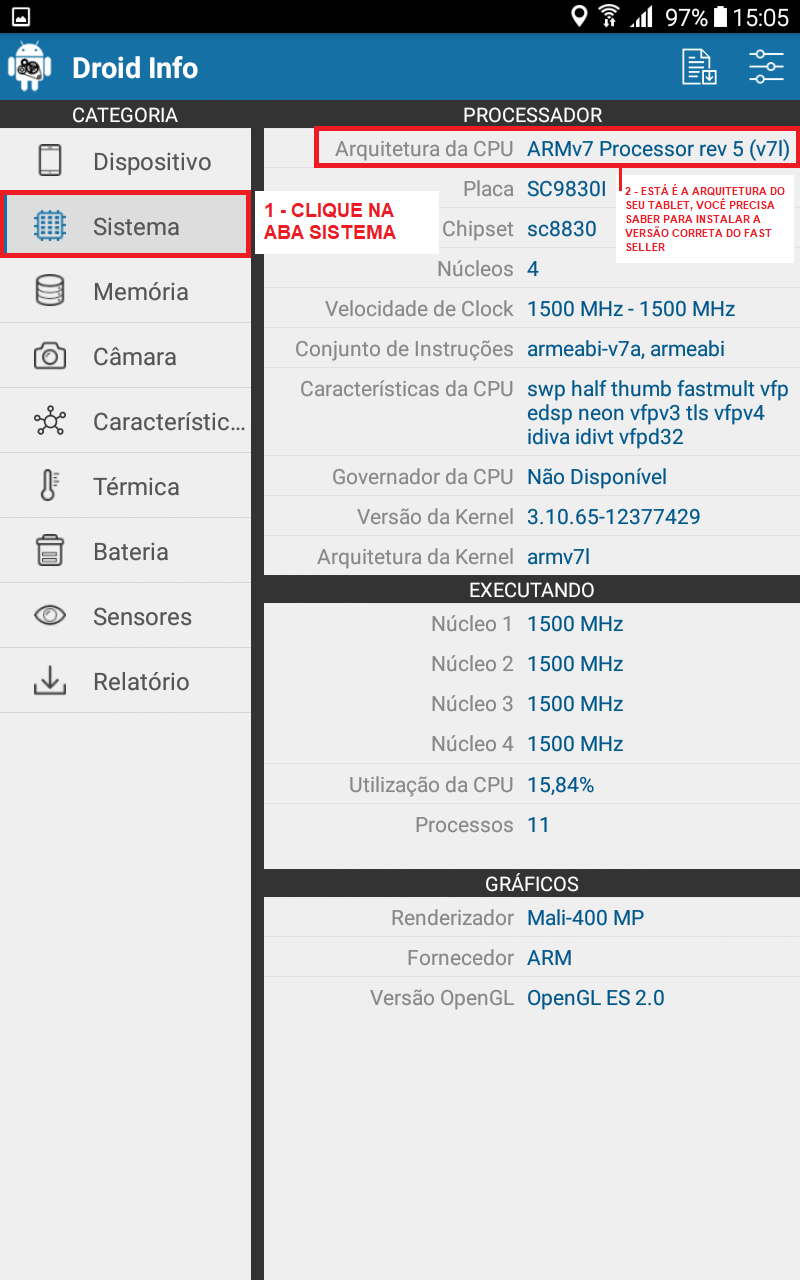 97% 15:05
Droid Info
CATEGORIA
Dispositivo
Sistema
Memória
Câmara
Característic...
Térmica
Bateria
Sensores
Relatório
1 - CLIQUE NA
ABA SISTEMA
PROCESSADOR
Arquitetura da CPU ARMv7 Processor rev 5 (v7l)
2 - ESTÁ É A ARQUITETURA DO
SEU TABLET, VOCÊ PRECISA
SABER PARA INSTALAR A
VERSÃO CORRETA DO FAST
SELLER
Placa SC9830I
Chipset sc8830
Núcleos 4
Velocidade de Clock 1500 MHz - 1500 MHz
Conjunto de Instruções armeabi-v7a, armeabi
Características da CPU swp half thumb fastmult vfp
edsp neon vfpv3 tls vfpv4
idiva idivt vfpd32
Governador da CPU Não Disponível
Versão da Kernel 3.10.65-12377429
Arquitetura da Kernel armv7l
EXECUTANDO
Núcleo 1 1500 MHz
Núcleo 2 1500 MHz
Núcleo 3 1500 MHz
Núcleo 4 1500 MHz
Utilização da CPU 15,84%
Processos 11
GRÁFICOS
Renderizador Mali-400 MP
Fornecedor ARM
Versão OpenGL OpenGL ES 2.0